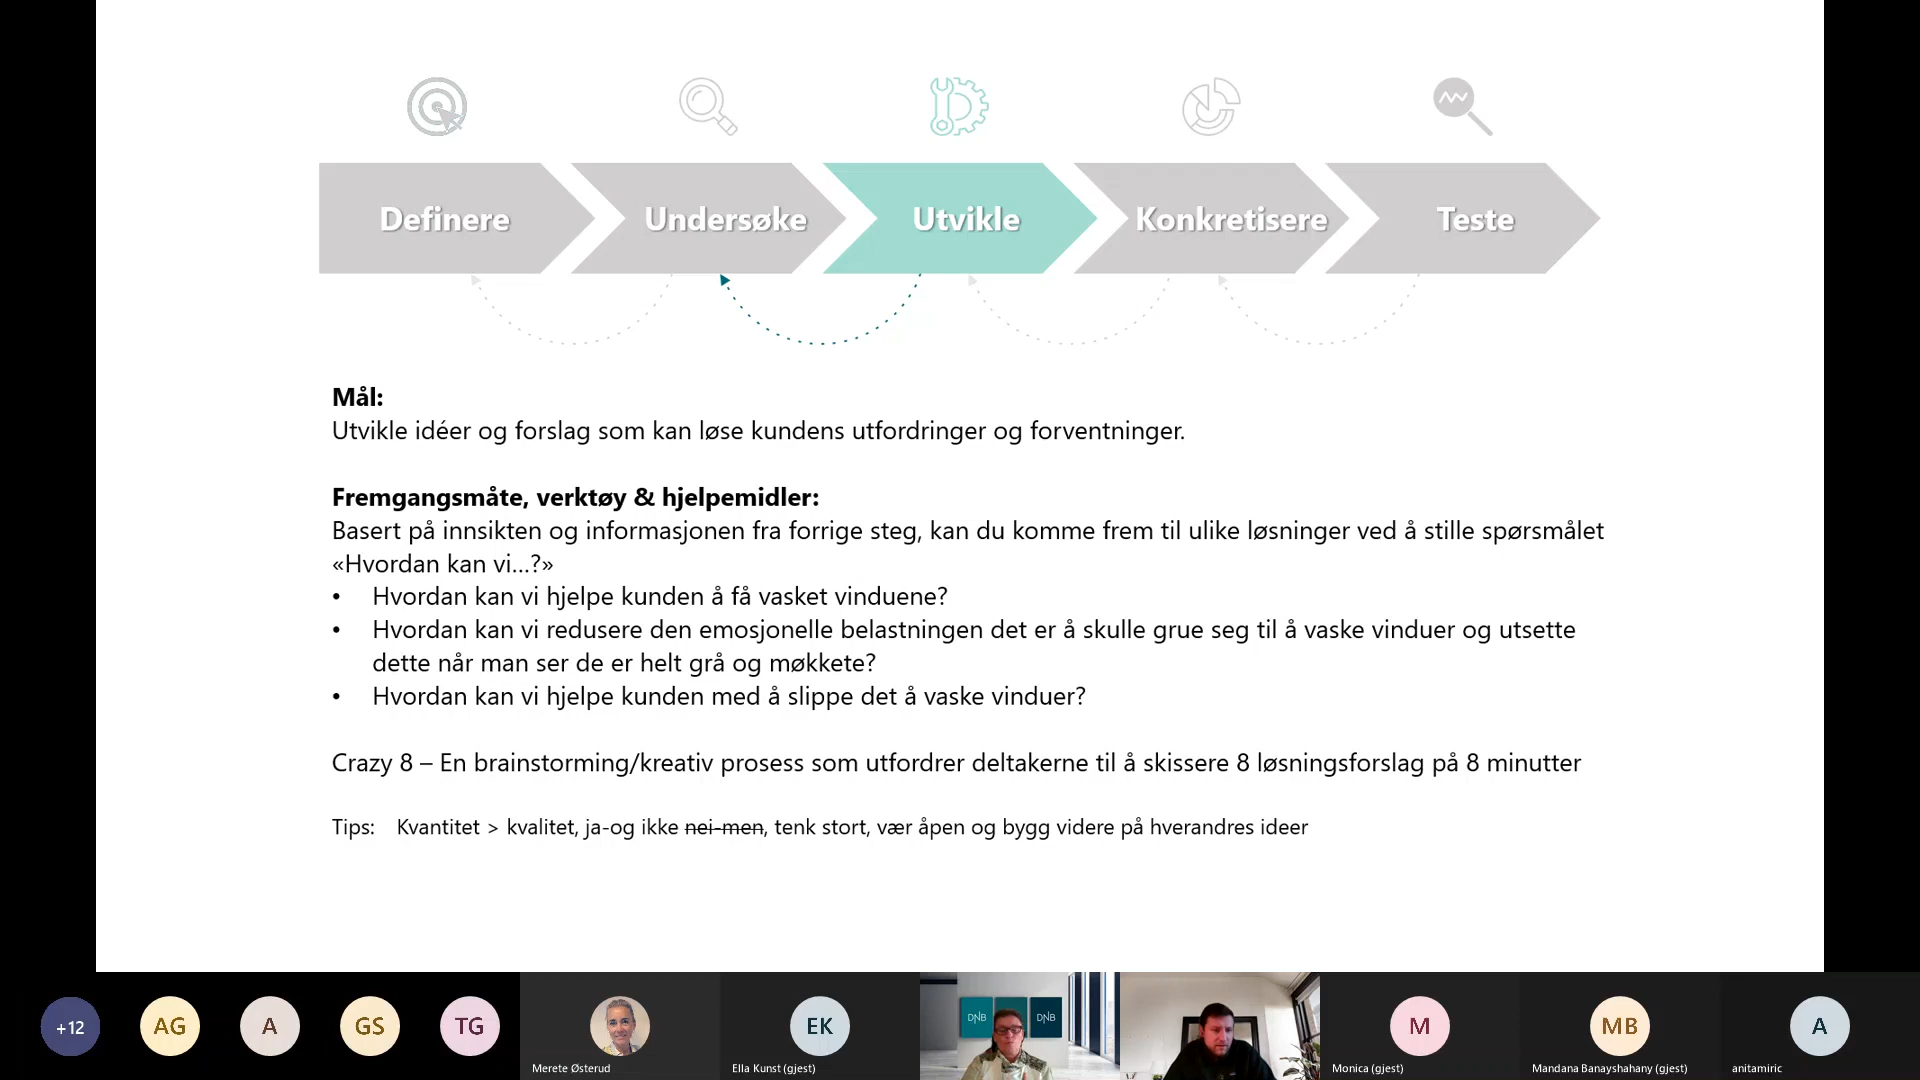 Definere
Undersøke
Utvikle
Konkretisere
Teste
Mål:
Utvikle idéer og forslag som kan løse kundens utfordringer og forventninger.
Fremgangsmåte, verktøy & hjelpemidler:
Basert på innsikten og informasjonen fra forrige steg, kan du komme frem til ulike løsninger ved å stille spørsmålet
«Hvordan kan vi...?»
• Hvordan kan vi hjelpe kunden å få vasket vinduene?
• Hvordan kan vi redusere den emosjonelle belastningen det er å skulle grue seg til å vaske vinduer og utsette
dette når man ser de er helt grå og møkkete?
• Hvordan kan vi hjelpe kunden med å slippe det å vaske vinduer?
Crazy 8 – En brainstorming/kreativ prosess som utfordrer deltakerne til å skissere 8 løsningsforslag på 8 minutter
Tips: Kvantitet > kvalitet, ja-og ikke nei-men, tenk stort, vær åpen og bygg videre på hverandres ideer
+12
AG
A
GS
TG
Merete Østerud
EK
Ella Kunst (gjest)
DNB
DNB
M
Monica (gjest)
MB
Mandana Banayshahany (gjest)
A
anitamiric